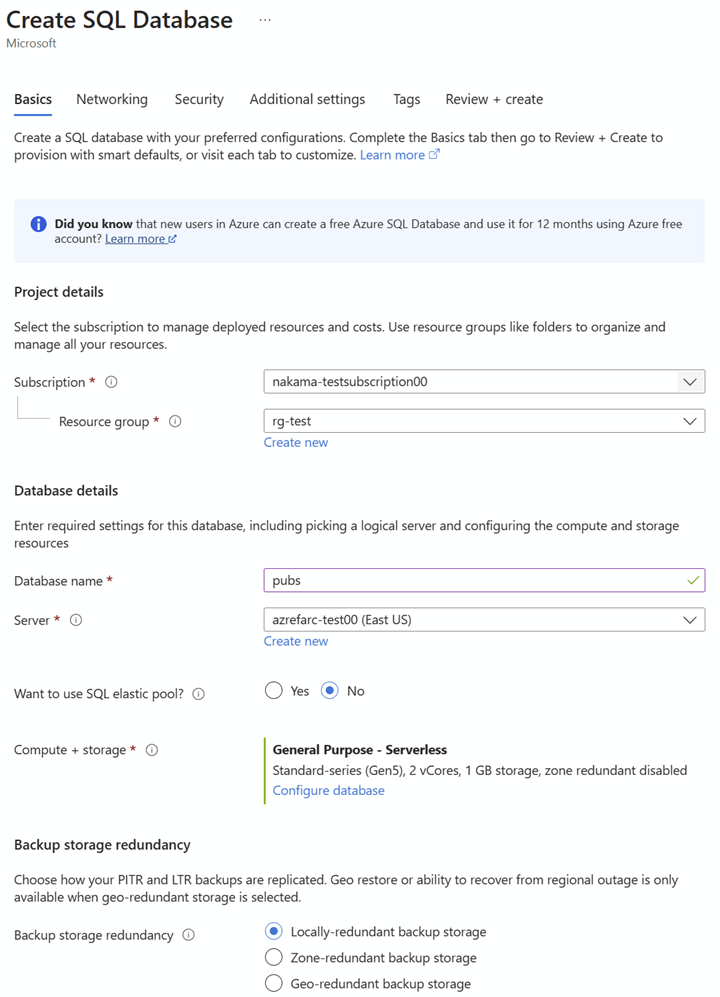 Create SQL Database ...
Microsoft
Basics Networking Security Additional settings Tags Review + create
Create a SQL database with your preferred configurations. Complete the Basics tab then go to Review + Create to
provision with smart defaults, or visit each tab to customize. Learn more
Did you know that new users in Azure can create a free Azure SQL Database and use it for 12 months using Azure free
account? Learn more
Project details
Select the subscription to manage deployed resources and costs. Use resource groups like folders to organize and
manage all your resources.
Subscription * nakama-testsubscription00
Resource group * rg-test
Create new
Database details
Enter required settings for this database, including picking a logical server and configuring the compute and storage
resources
Database name * pubs
Server * azrefarc-test00 (East US)
Create new
Want to use SQL elastic pool? Yes No
Compute + storage * General Purpose - Serverless
Standard-series (Gen5), 2 vCores, 1 GB storage, zone redundant disabled
Configure database
Backup storage redundancy
Choose how your PITR and LTR backups are replicated. Geo restore or ability to recover from regional outage is only
available when geo-redundant storage is selected.
Backup storage redundancy Locally-redundant backup storage
Zone-redundant backup storage
Geo-redundant backup storage